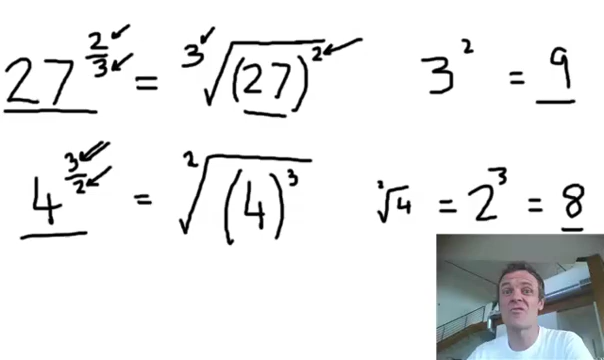 27^(2/3) = ³√(27)² 3² = 9
4^(3/2) = ²√(4)³ ²√4 = 2³ = 8